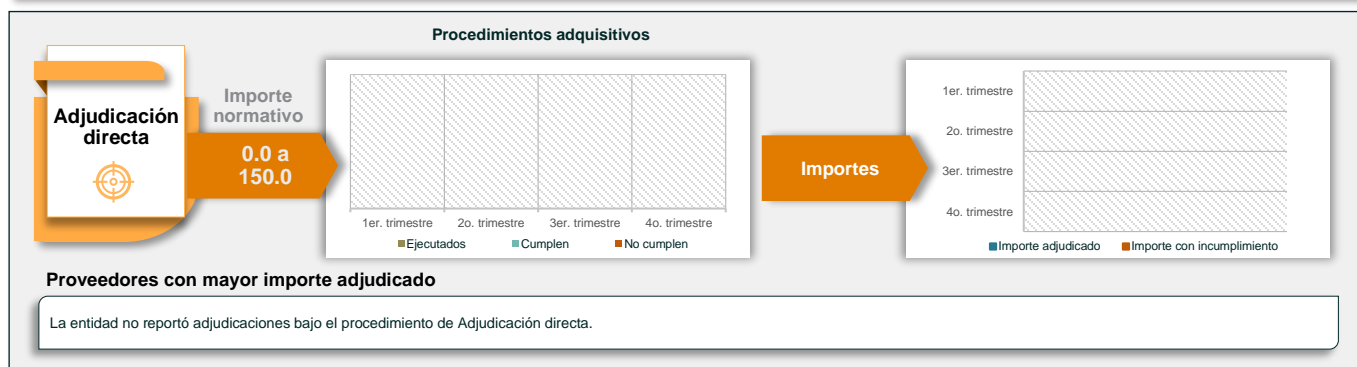 Procedimientos adquisitivos
Adjudicación
directa
Importe
normativo
0.0 a
150.0
1er. trimestre
2o. trimestre
3er. trimestre
4o. trimestre
Ejecutados
Cumplen
No cumplen
Importes
1er. trimestre
2o. trimestre
3er. trimestre
4o. trimestre
Importe adjudicado
Importe con incumplimiento
Proveedores con mayor importe adjudicado
La entidad no reportó adjudicaciones bajo el procedimiento de Adjudicación directa.